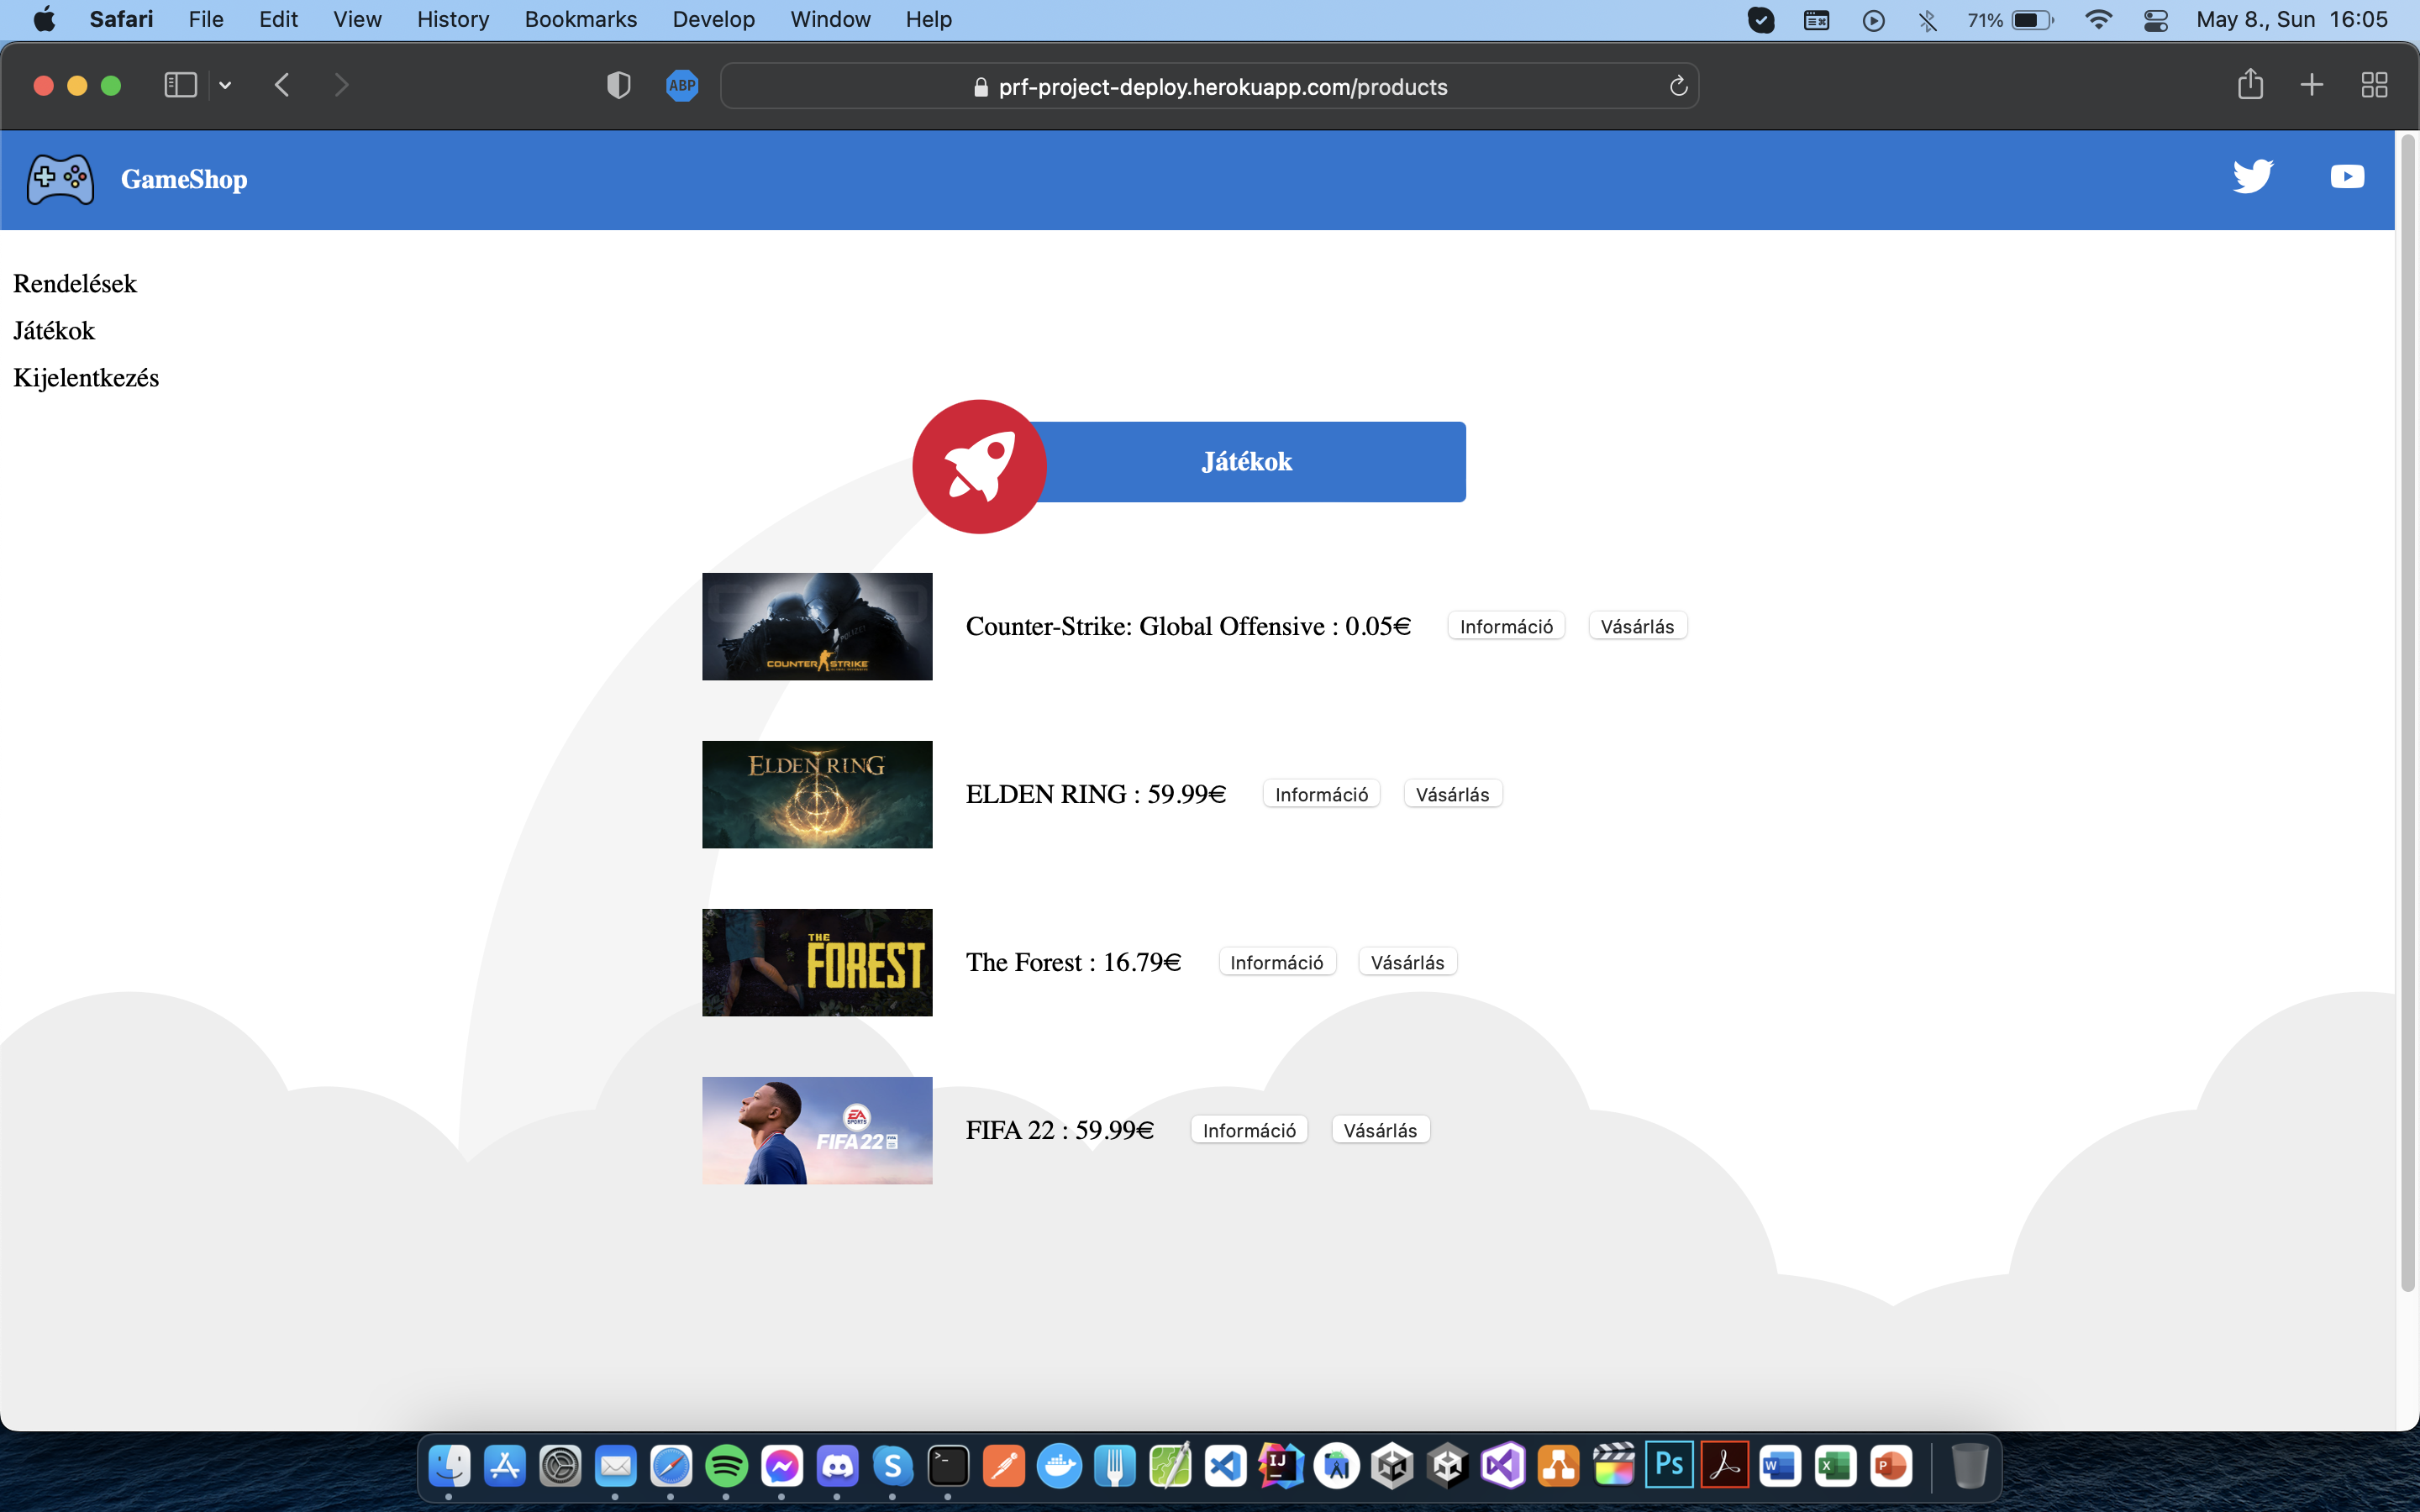 Safari File Edit View History Bookmarks Develop Window Help 71% May 8., Sun 16:05
ABP prf-project-deploy.herokuapp.com/products
GameShop
Rendelések
Játékok
Kijelentkezés
Játékok
COUNTER STRIKE
Counter-Strike: Global Offensive : 0.05€ Információ Vásárlás
ELDEN RING
ELDEN RING : 59.99€ Információ Vásárlás
THE
FOREST
The Forest : 16.79€ Információ Vásárlás
EA
SPORTS
FIFA 22
FIFA 22 : 59.99€ Információ Vásárlás
S >_ IJ Ps W X P